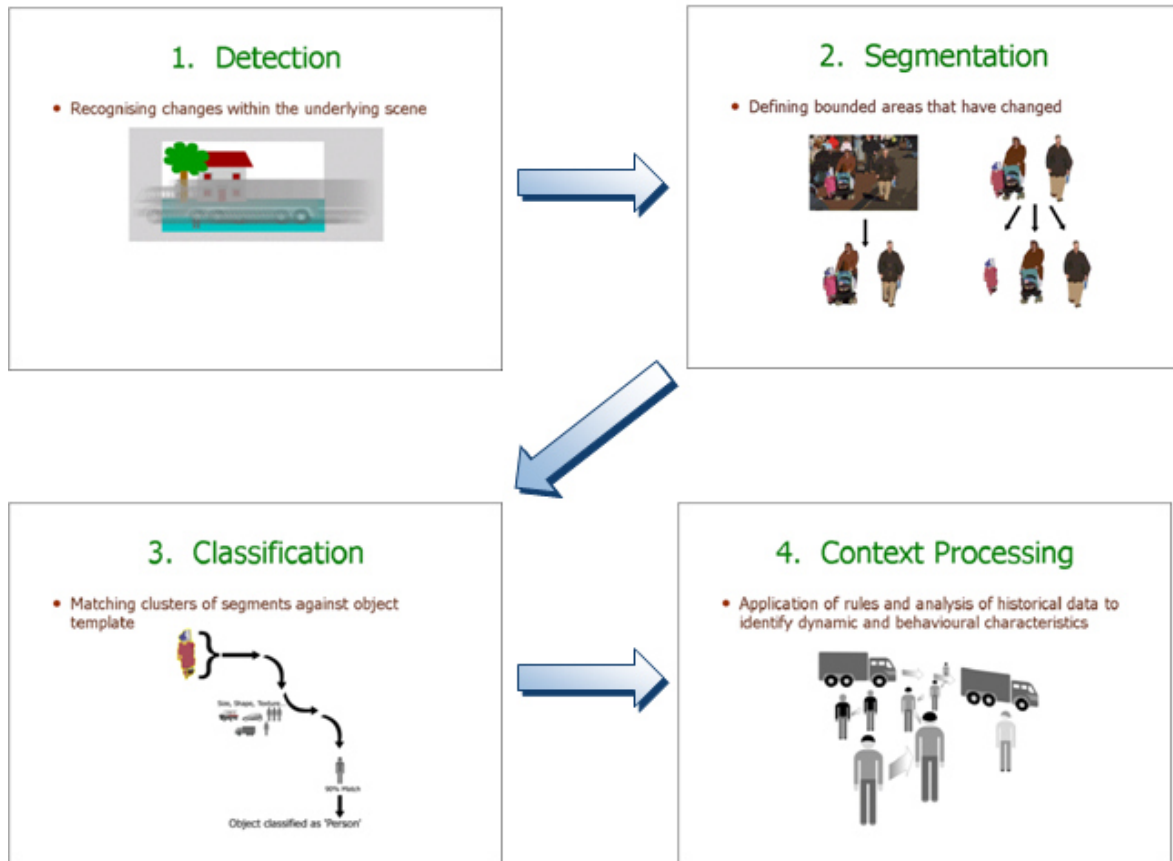 1. Detection
• Recognising changes within the underlying scene
2. Segmentation
• Defining bounded areas that have changed
3. Classification
• Matching clusters of segments against object
template
Size, Shape, Texture...
90% Match
Object classified as 'Person'
4. Context Processing
• Application of rules and analysis of historical data to
identify dynamic and behavioural characteristics